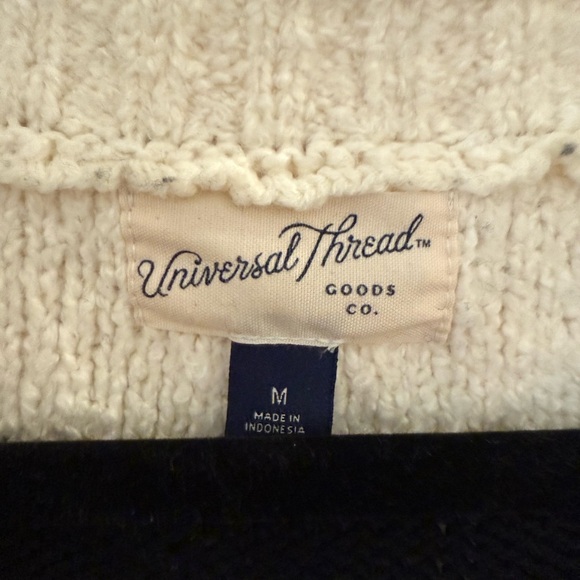 Universal Thread™
GOODS
CO.
M
MADE IN
INDONESIA